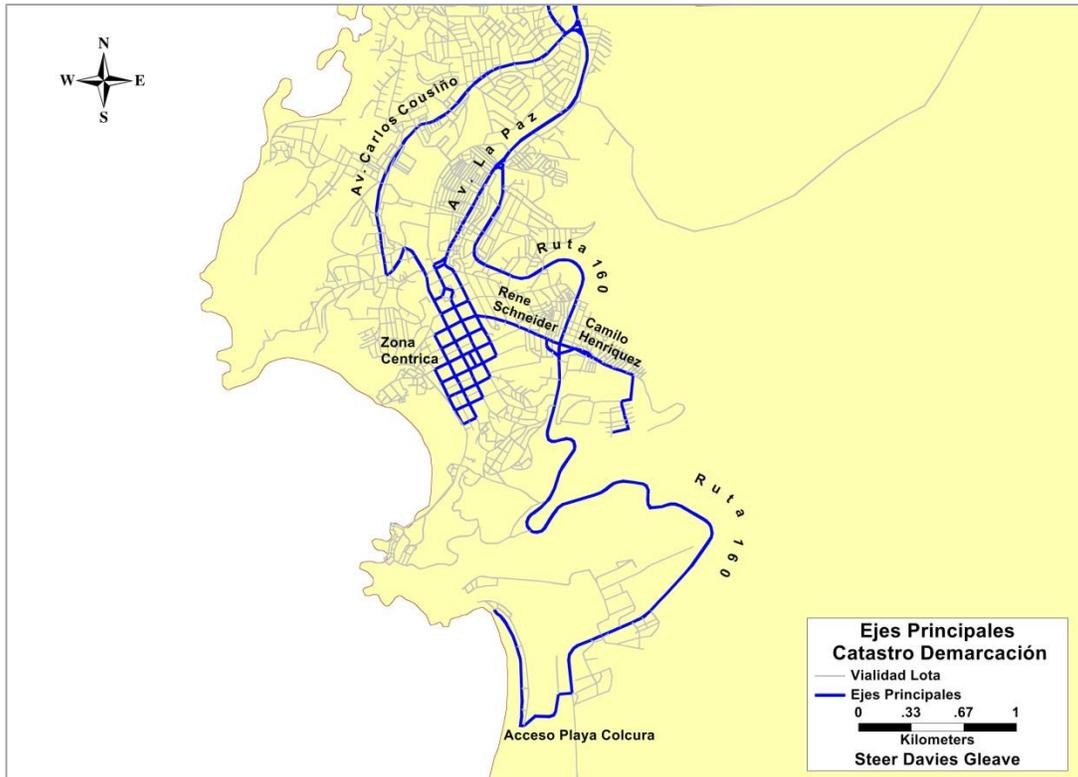 N
W E
S
Av. Carlos Cousiño
Av. La Paz
Ruta 160
Rene
Schneider
Camilo
Henriquez
Zona
Centrica
Ruta 160
Acceso Playa Colcura
Ejes Principales
Catastro Demarcación
Vialidad Lota
Ejes Principales
0 .33 .67 1
Kilometers
Steer Davies Gleave